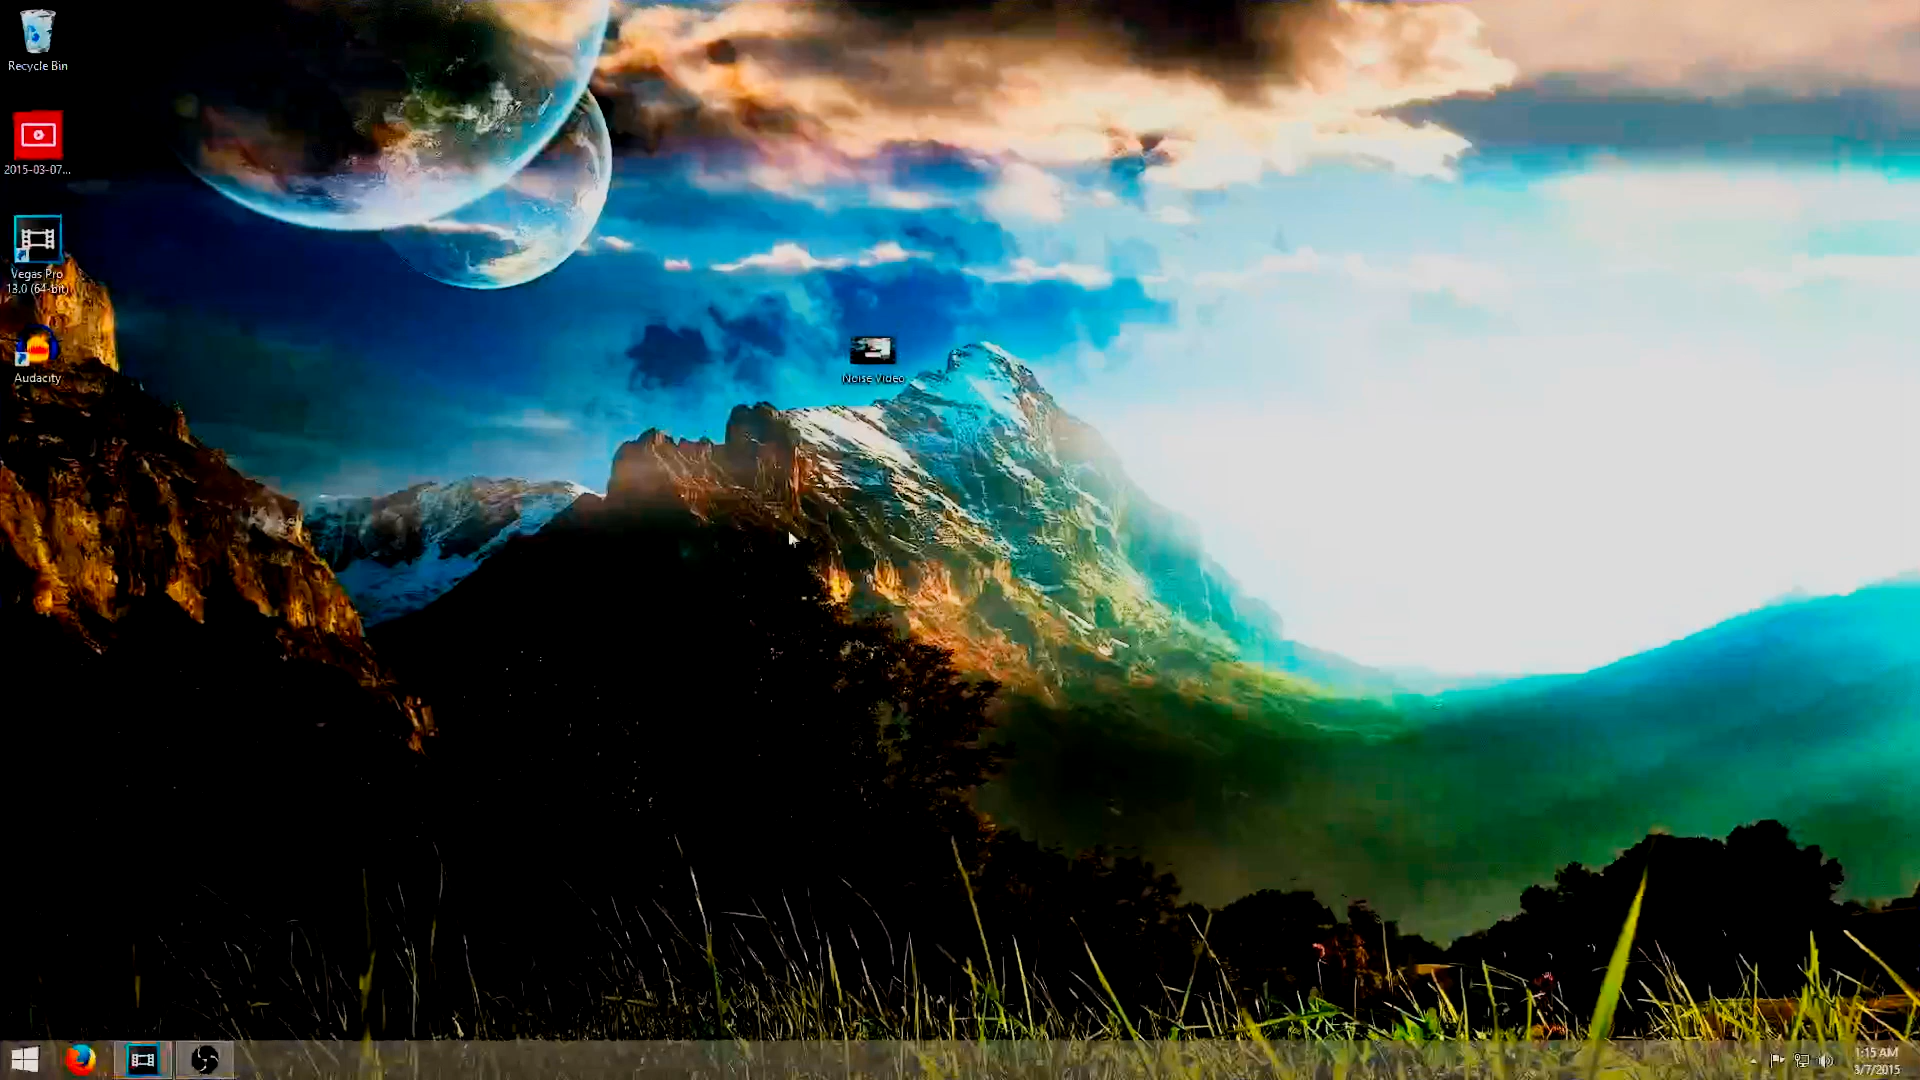 Recycle Bin
2015-03-07...
Vegas Pro
13.0 (64-bit)
Audacity
Noise Video
1:15 AM
3/7/2015